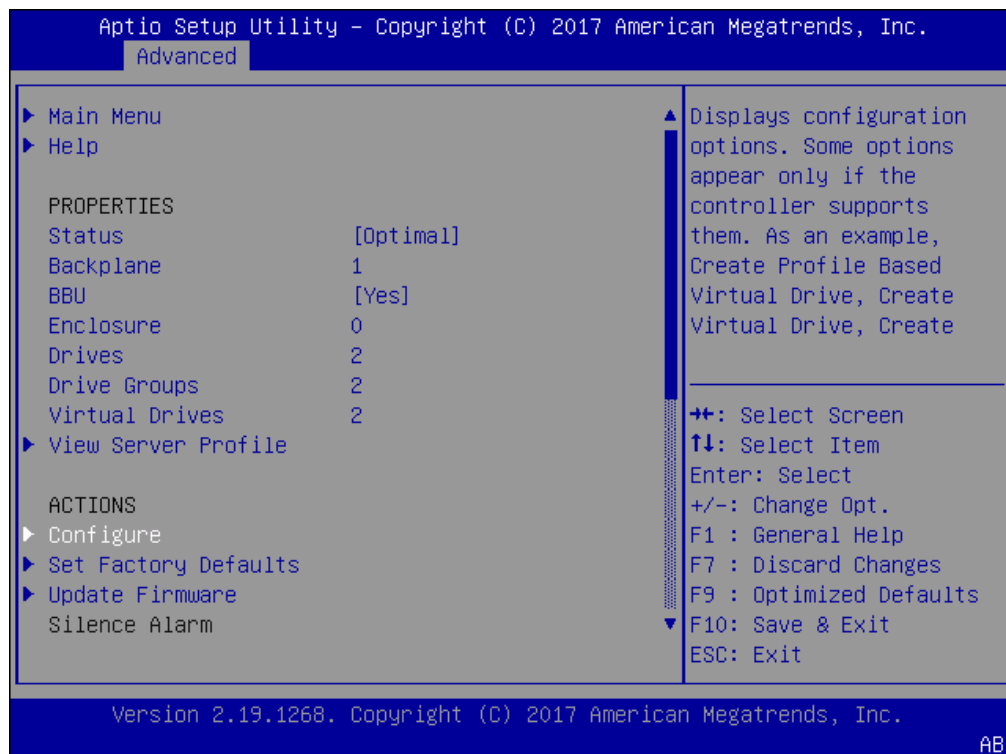 Aptio Setup Utility – Copyright (C) 2017 American Megatrends, Inc.
Advanced
Main Menu
Help
PROPERTIES
Status [Optimal]
Backplane 1
BBU [Yes]
Enclosure 0
Drives 2
Drive Groups 2
Virtual Drives 2
View Server Profile
ACTIONS
Configure
Set Factory Defaults
Update Firmware
Silence Alarm
Displays configuration
options. Some options
appear only if the
controller supports
them. As an example,
Create Profile Based
Virtual Drive, Create
Virtual Drive, Create
→←: Select Screen
↑↓: Select Item
Enter: Select
+/-: Change Opt.
F1 : General Help
F7 : Discard Changes
F9 : Optimized Defaults
F10: Save & Exit
ESC: Exit
Version 2.19.1268. Copyright (C) 2017 American Megatrends, Inc.
AB